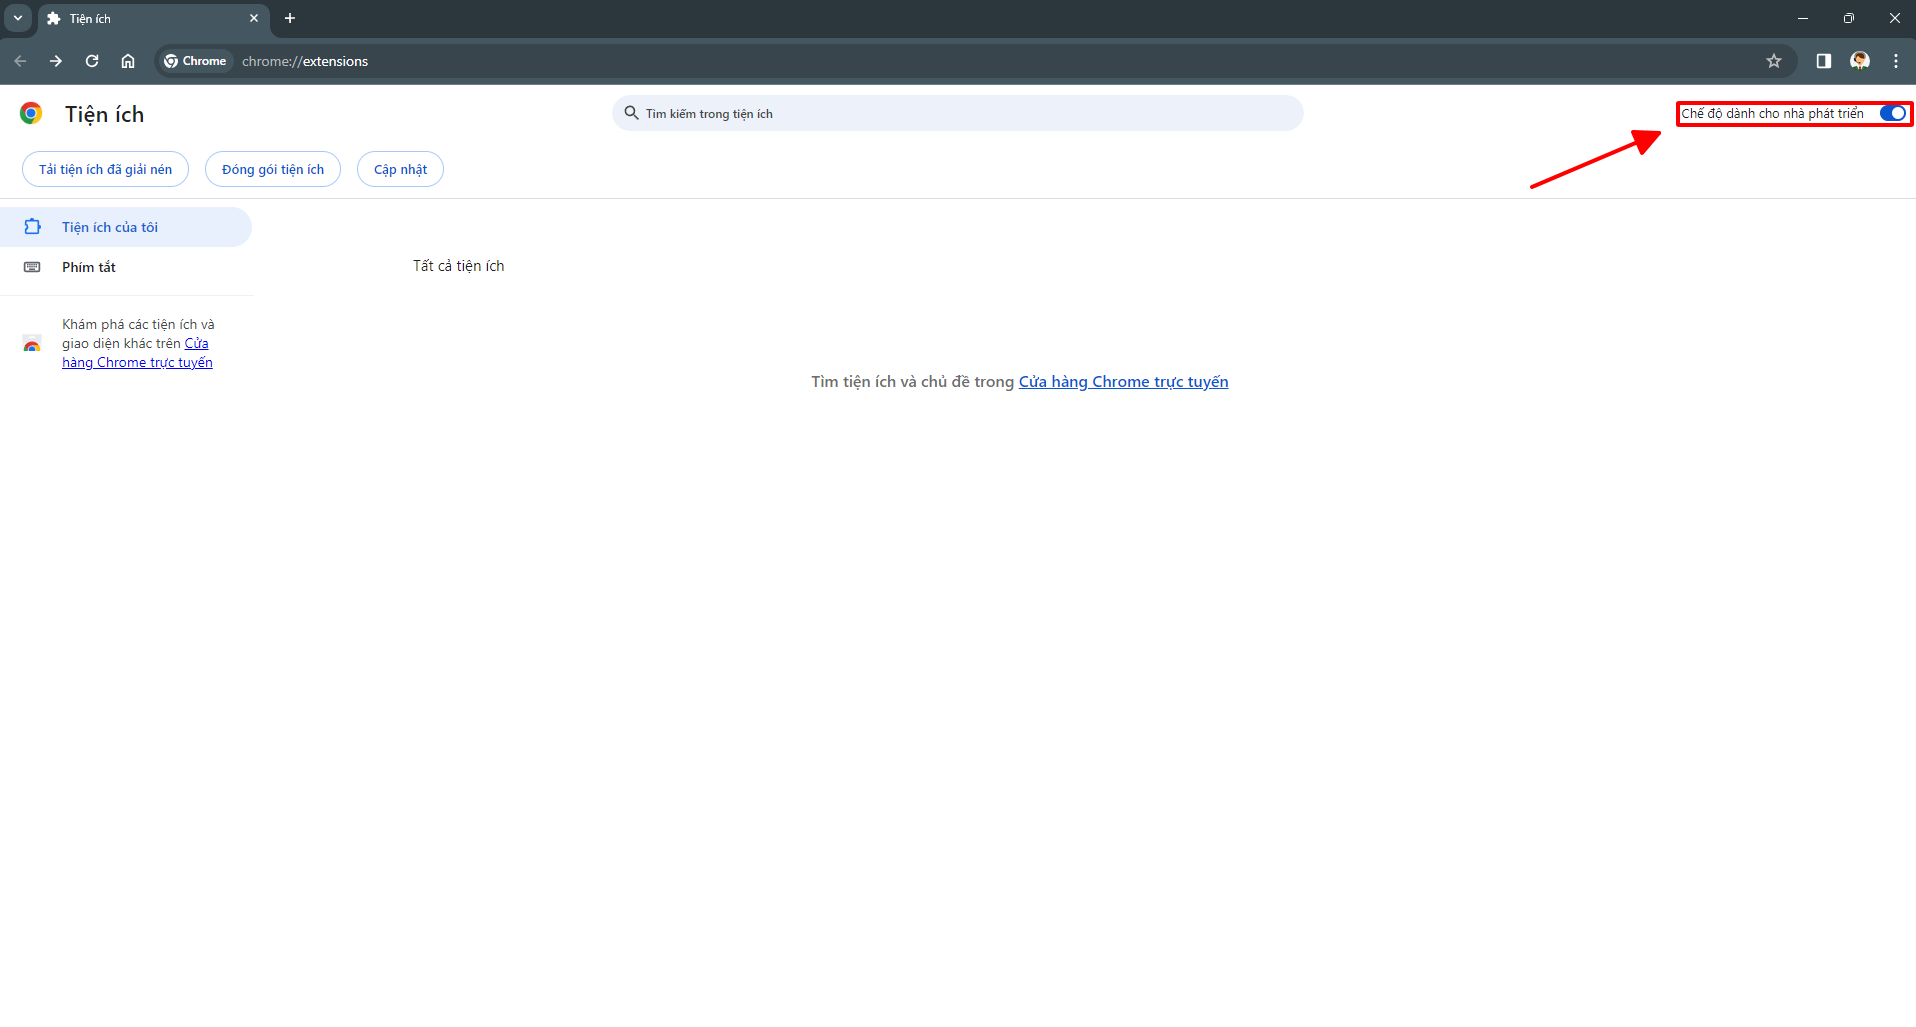 Tiện ích
Chrome chrome://extensions
Tiện ích
Tìm kiếm trong tiện ích
Chế độ dành cho nhà phát triển
Tải tiện ích đã giải nén
Đóng gói tiện ích
Cập nhật
Tiện ích của tôi
Phím tắt
Khám phá các tiện ích và
giao diện khác trên Cửa
hàng Chrome trực tuyến
Tất cả tiện ích
Tìm tiện ích và chủ đề trong Cửa hàng Chrome trực tuyến